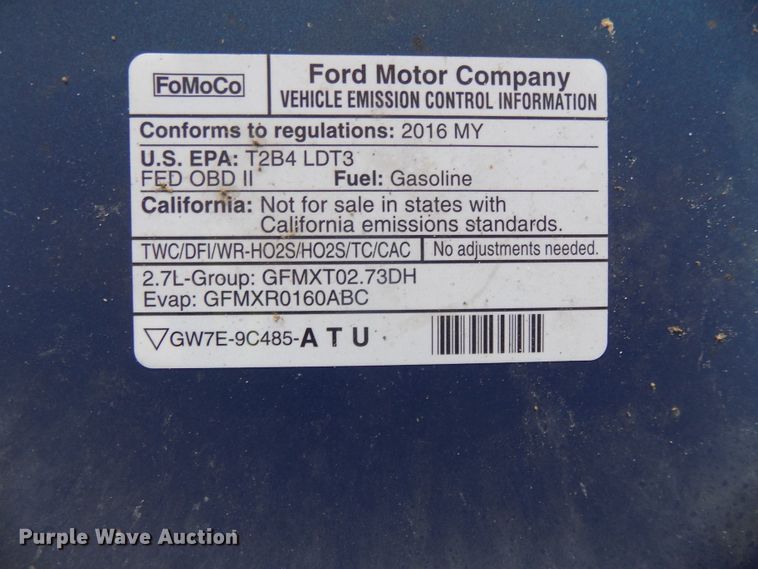 FoMoCo
Ford Motor Company
VEHICLE EMISSION CONTROL INFORMATION
Conforms to regulations: 2016 MY
U.S. EPA: T2B4 LDT3
FED OBD II Fuel: Gasoline
California: Not for sale in states with
California emissions standards.
TWC/DFI/WR-HO2S/HO2S/TC/CAC No adjustments needed.
2.7L-Group: GFMXT02.73DH
Evap: GFMXR0160ABC
▽GW7E-9C485-A T U
Purple Wave Auction